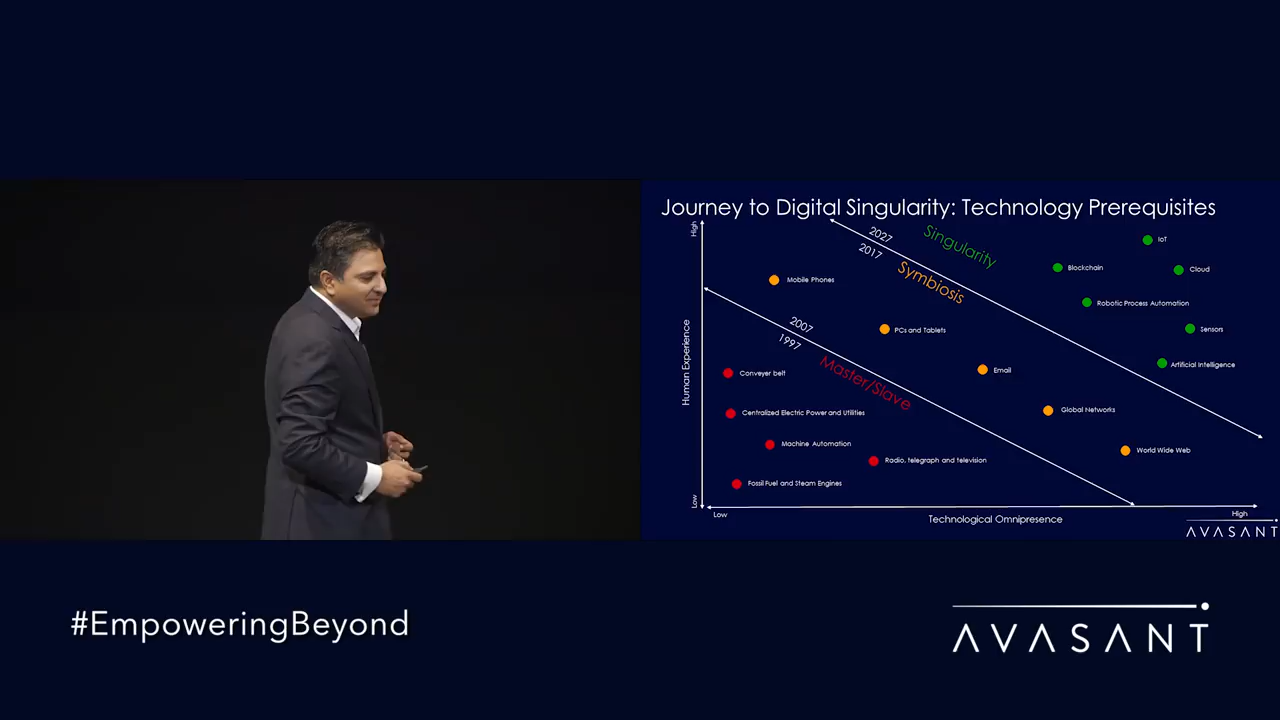 Journey to Digital Singularity: Technology Prerequisites
High
2027
Singularity
IoT
2017
Symbiosis
Blockchain
Cloud
Mobile Phones
Robotic Process Automation
2007
PCs and Tablets
Sensors
1997
Human Experience
Master/Slave
Email
Artificial Intelligence
Conveyer belt
Centralized Electric Power and Utilities
Global Networks
Machine Automation
World Wide Web
Radio, telegraph and television
Fossil Fuel and Steam Engines
Low
Low
Technological Omnipresence
High
AVASANT
#EmpoweringBeyond
AVASANT